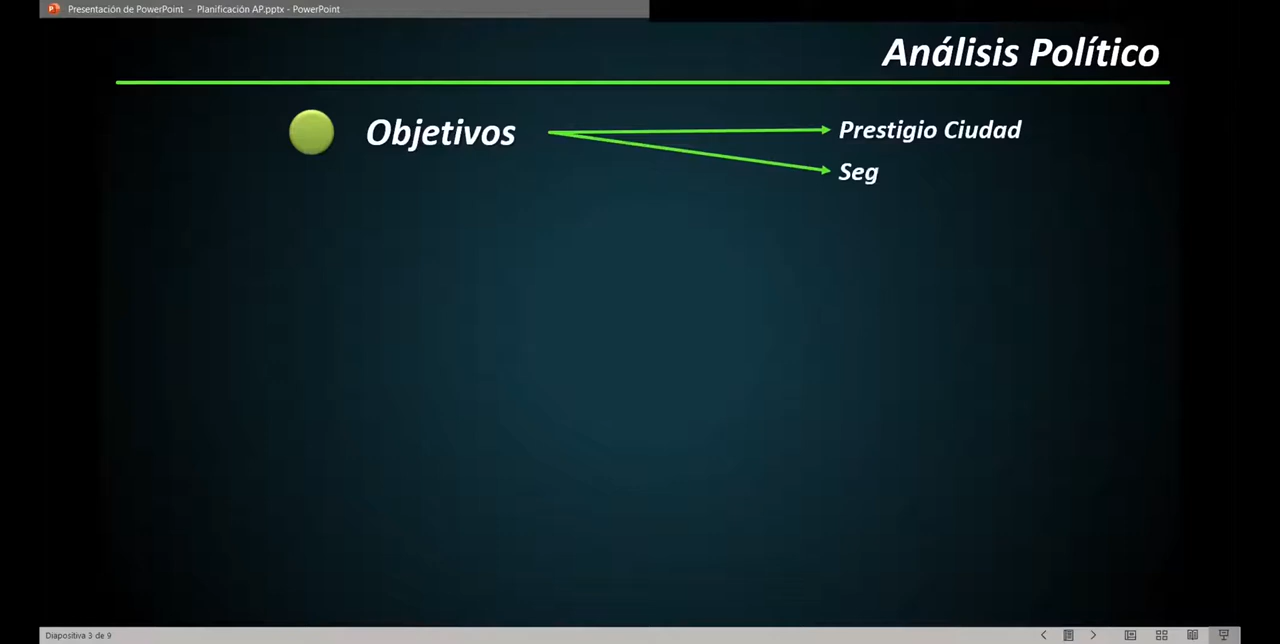 Presentación de PowerPoint - Planificación AP.pptx - PowerPoint
Análisis Político
Objetivos
Prestigio Ciudad
Seg
Diapositiva 3 de 9